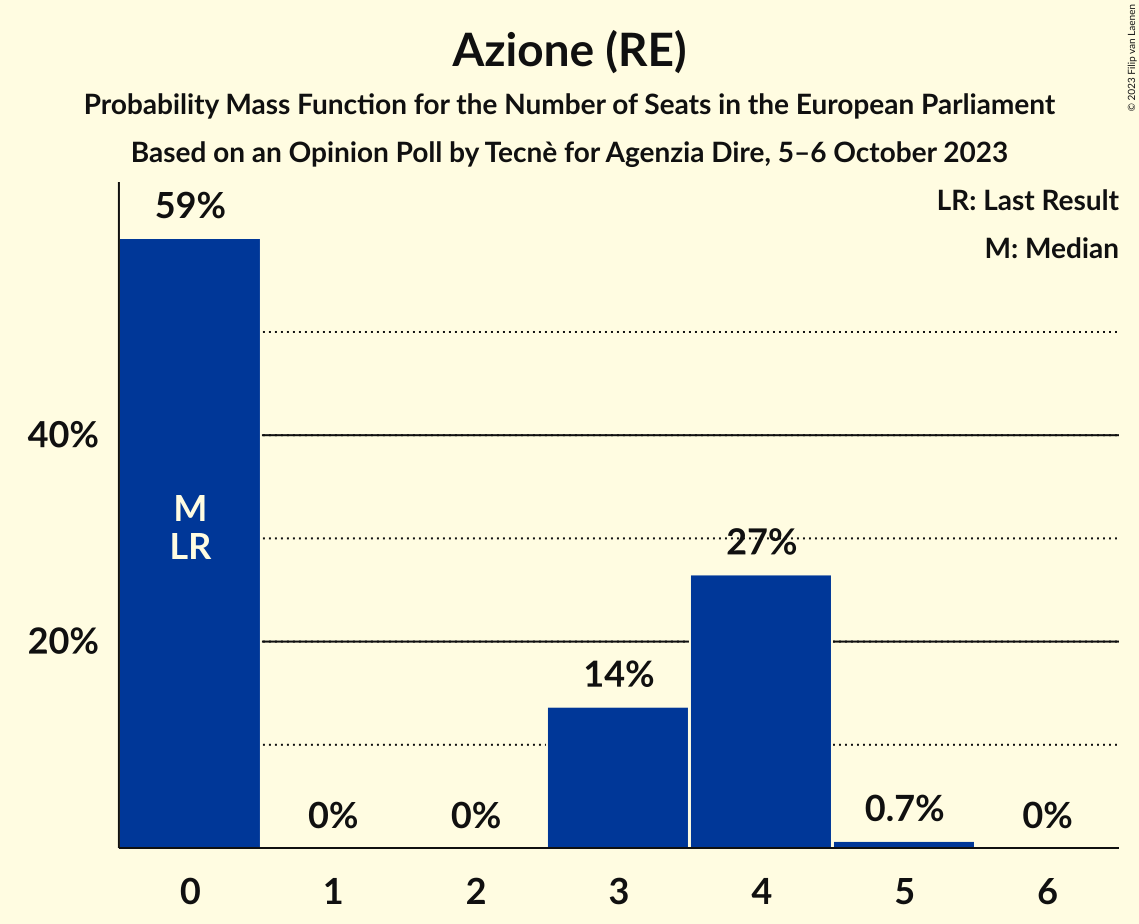 Azione (RE)
Probability Mass Function for the Number of Seats in the European Parliament
Based on an Opinion Poll by Tecnè for Agenzia Dire, 5–6 October 2023
© 2023 Filip van Laenen
LR: Last Result
M: Median
59%
40%
M
LR
27%
20%
14%
0%
0%
0.7%
0%
0
1
2
3
4
5
6